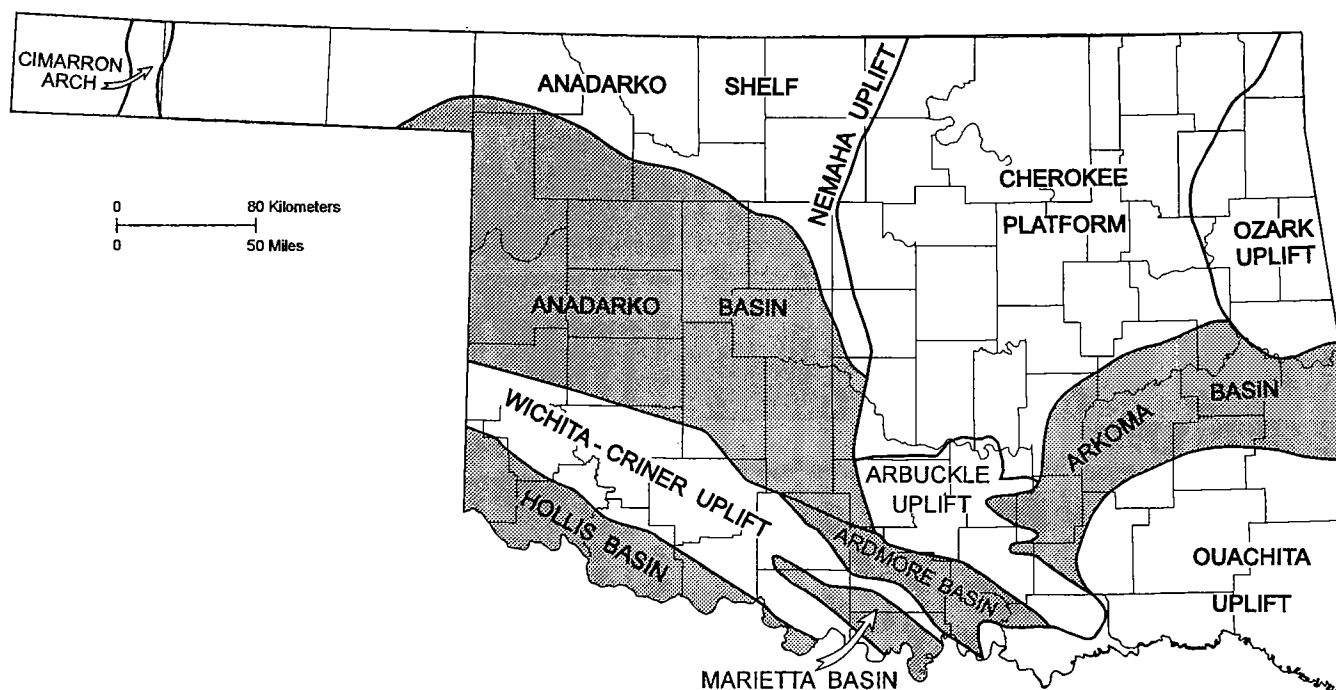 CIMARRON
ARCH
ANADARKO SHELF
NEMAHA UPLIFT
CHEROKEE
PLATFORM
OZARK
UPLIFT
0 80 Kilometers
0 50 Miles
ANADARKO BASIN
WICHITA - CRINER UPLIFT
HOLLIS BASIN
ARBUCKLE
UPLIFT
ARKOMA BASIN
ARDMORE BASIN
OUACHITA
UPLIFT
MARIETTA BASIN